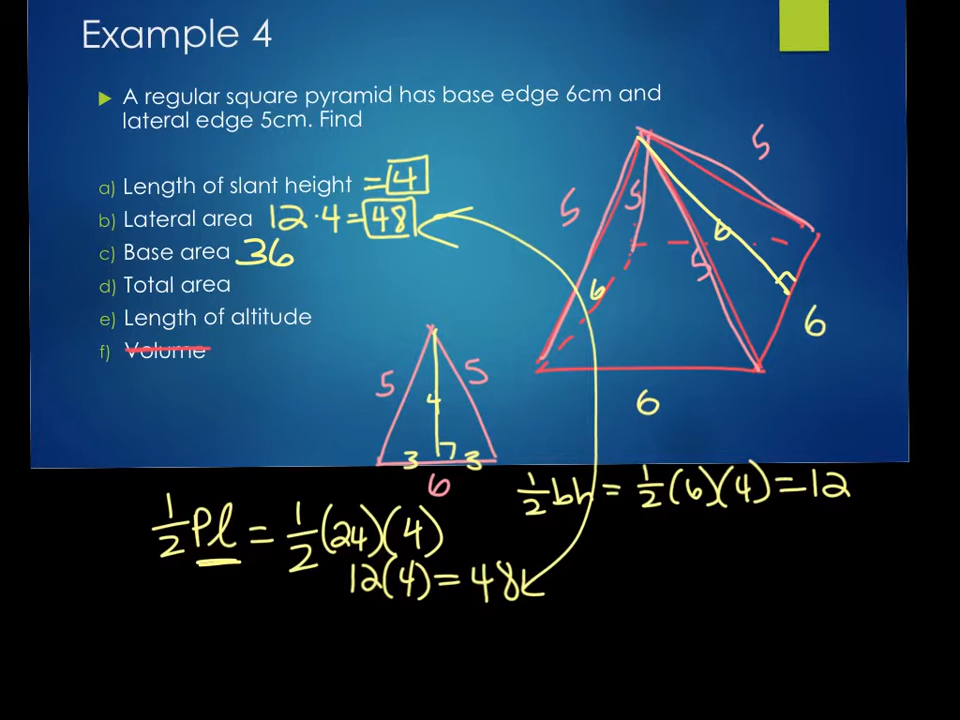 Example 4
A regular square pyramid has base edge 6cm and
lateral edge 5cm. Find
a) Length of slant height = 4
b) Lateral area 12 · 4 = 48
c) Base area 36
d) Total area
e) Length of altitude
f) Volume
5
5
5
5
6
6
6
6
5
5
4
3
3
6
1/2 bh = 1/2 (6)(4) = 12
1/2 Pl = 1/2 (24)(4)
12(4) = 48